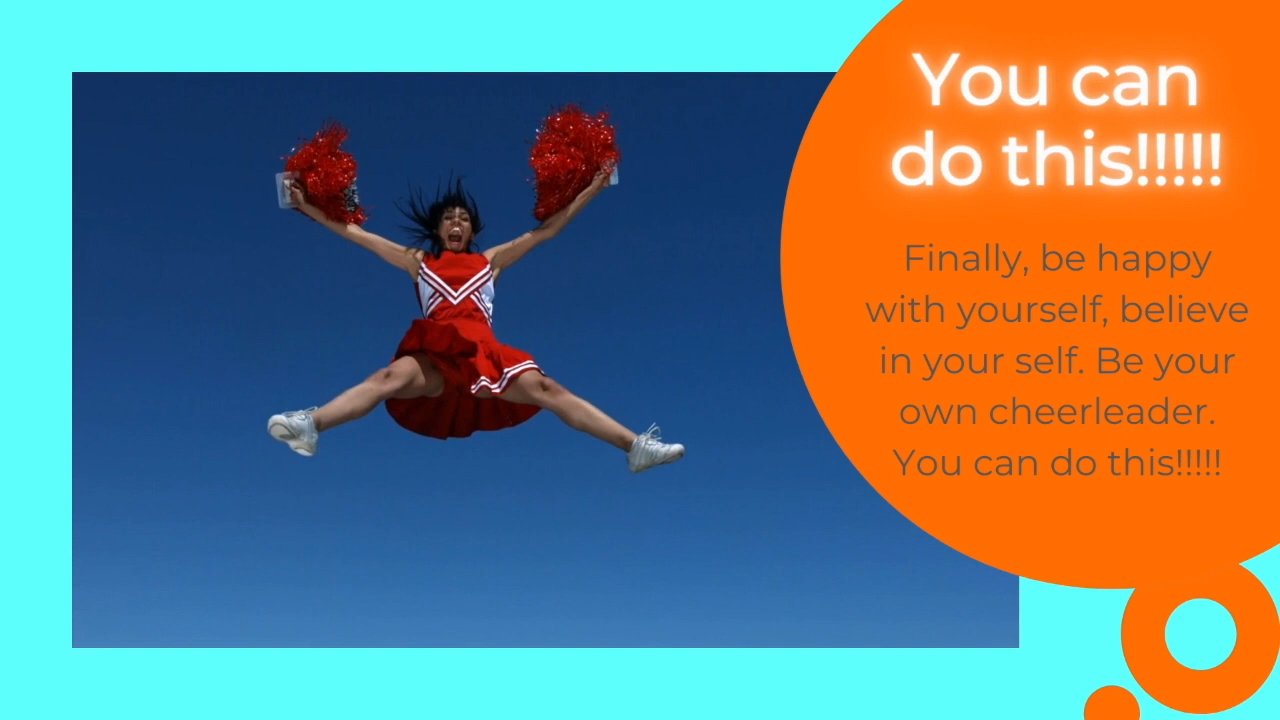 You can
do this!!!!!
Finally, be happy
with yourself, believe
in your self. Be your
own cheerleader.
You can do this!!!!!